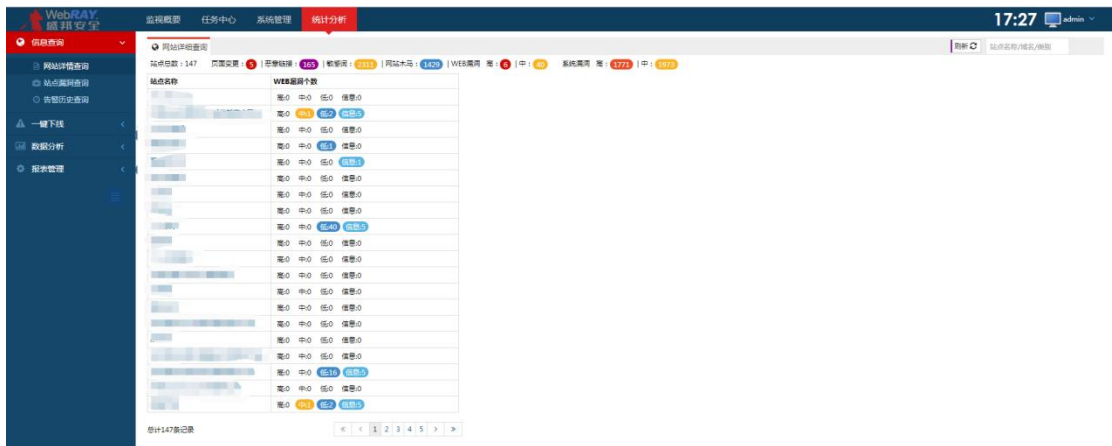 WebRAY.
盛邦安全
监视概要 任务中心 系统管理 统计分析
17:27 admin
信息查询
网站详情查询
站点漏洞查询
告警历史查询
一键下线
数据分析
报表管理
网站详细查询
刷新 站点名称/域名/级别
站点总数:147 页面变更: 5 |恶意链接: 165 |敏感词: 2311 |网站木马: 1429 |WEB漏洞 高: 6 |中: 40 系统漏洞 高: 1771 |中: 1973
站点名称 WEB漏洞个数
高:0 中:0 低:0 信息:0
高:0 中:1 低:2 信息:5
高:0 中:0 低:0 信息:0
高:0 中:0 低:1 信息:0
高:0 中:0 低:0 信息:1
高:0 中:0 低:0 信息:0
高:0 中:0 低:0 信息:0
高:0 中:0 低:0 信息:0
高:0 中:0 低:40 信息:5
高:0 中:0 低:0 信息:0
高:0 中:0 低:0 信息:0
高:0 中:0 低:0 信息:0
高:0 中:0 低:0 信息:0
高:0 中:0 低:0 信息:0
高:0 中:0 低:0 信息:0
高:0 中:0 低:0 信息:0
高:0 中:0 低:0 信息:0
高:0 中:0 低:16 信息:5
高:0 中:0 低:0 信息:0
高:0 中:1 低:2 信息:5
总计147条记录 « < 1 2 3 4 5 > »